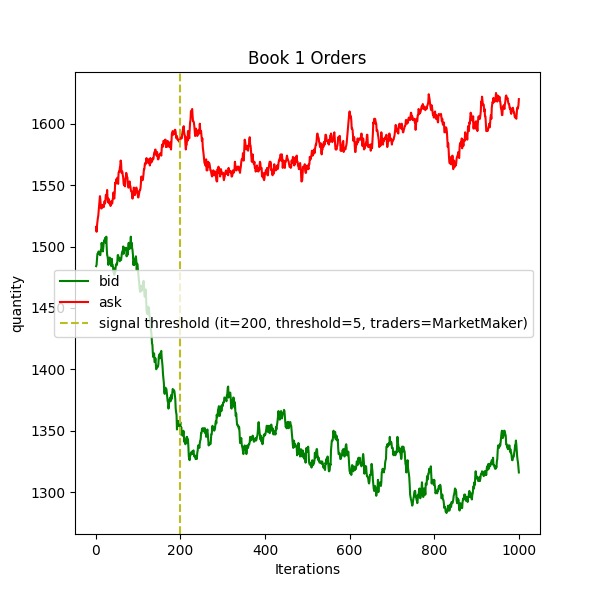 Book 1 Orders
1600
1550
1500
1450
1400
1350
1300
quantity
bid
ask
signal threshold (it=200, threshold=5, traders=MarketMaker)
0 200 400 600 800 1000
Iterations